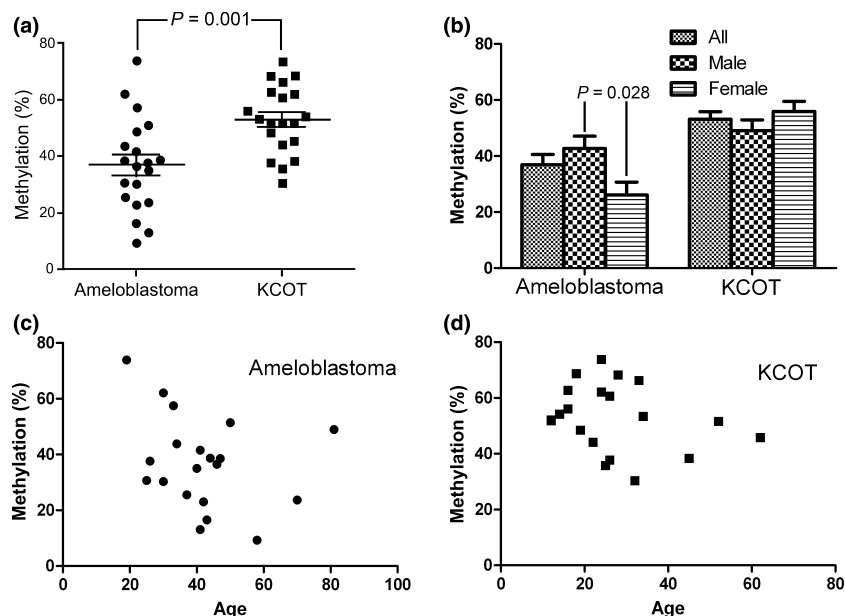 (a)
P = 0.001
Methylation (%)
80
60
40
20
0
Ameloblastoma
KCOT
(b)
All
Male
Female
P = 0.028
Methylation (%)
80
60
40
20
0
Ameloblastoma
KCOT
(c)
Ameloblastoma
Methylation (%)
80
60
40
20
0
0 20 40 60 80 100
Age
(d)
KCOT
Methylation (%)
80
60
40
20
0
0 20 40 60 80
Age